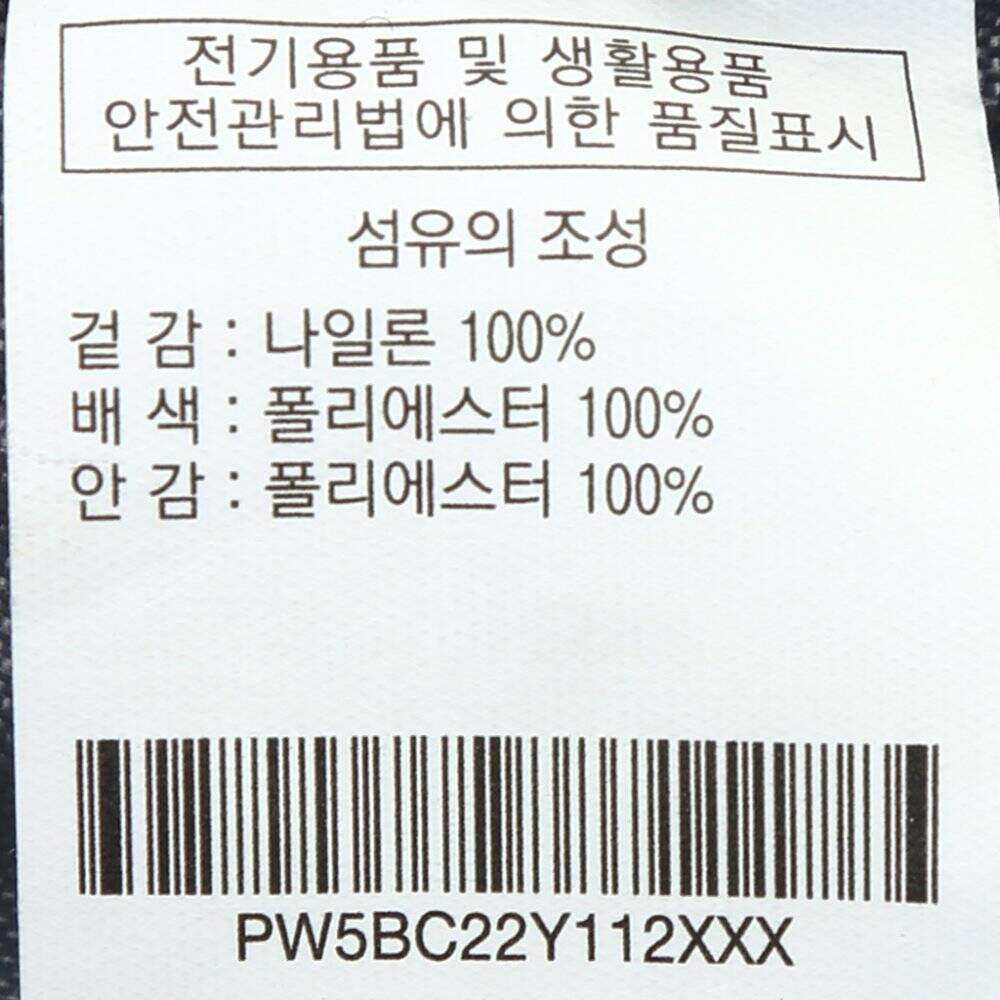 전기용품 및 생활용품
안전관리법에 의한 품질표시
섬유의 조성
겉 감 : 나일론 100%
배 색 : 폴리에스터 100%
안 감 : 폴리에스터 100%
PW5BC22Y112XXX